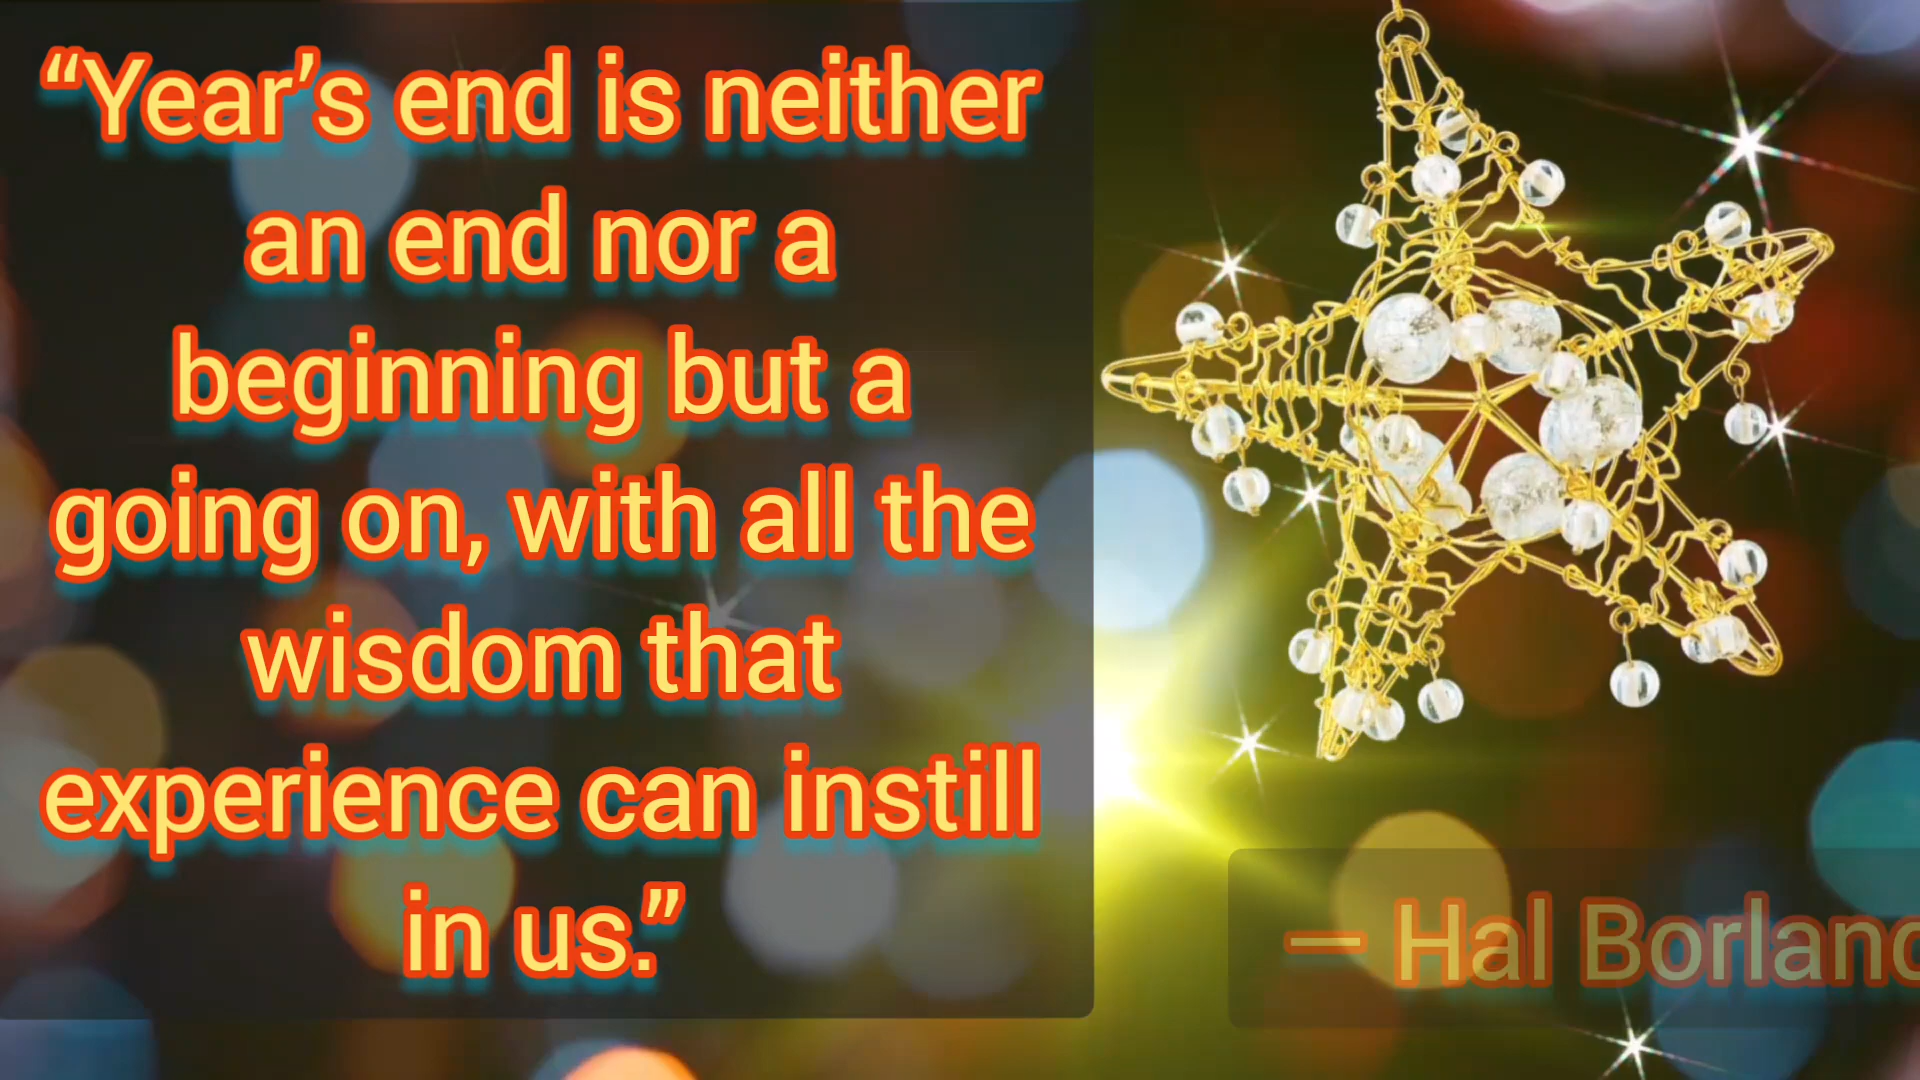 “Year’s end is neither
an end nor a
beginning but a
going on, with all the
wisdom that
experience can instill
in us.”
— Hal Borland